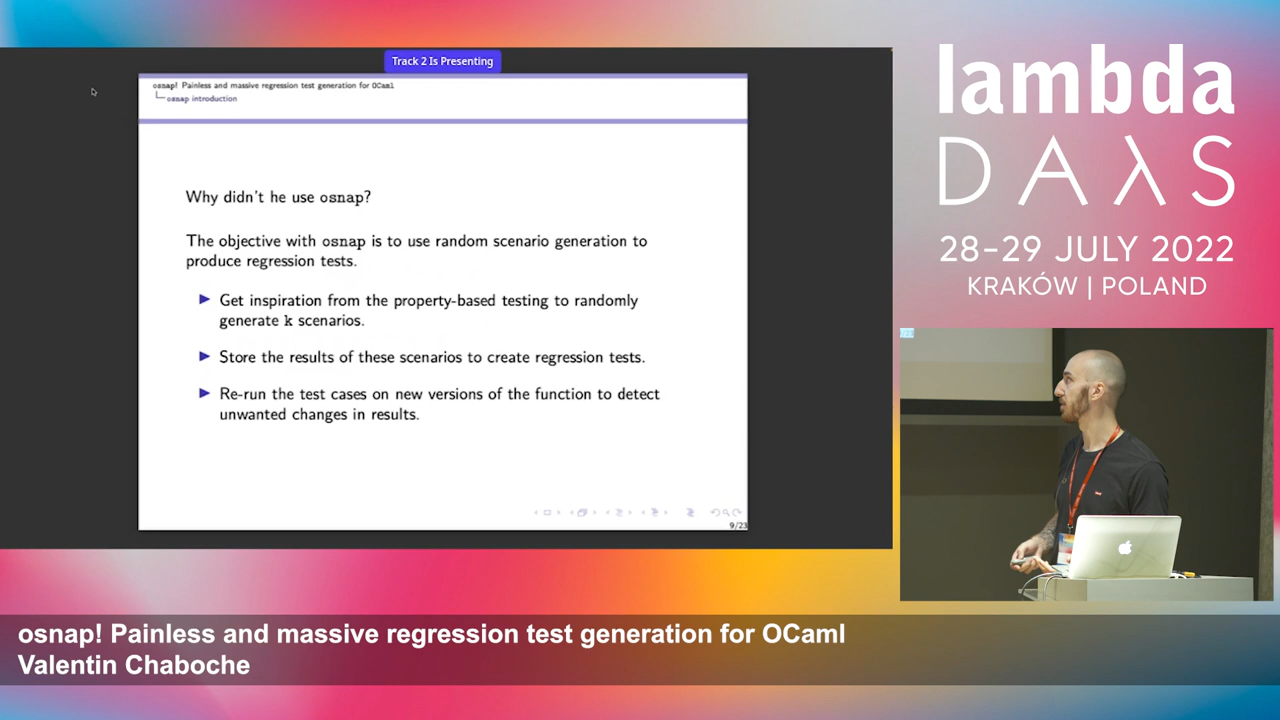 Track 2 Is Presenting
osnap! Painless and massive regression test generation for OCaml
osnap introduction
Why didn't he use osnap?
The objective with osnap is to use random scenario generation to
produce regression tests.
Get inspiration from the property-based testing to randomly
generate k scenarios.
Store the results of these scenarios to create regression tests.
Re-run the test cases on new versions of the function to detect
unwanted changes in results.
9/23
lambda
DAλS
28–29 JULY 2022
KRAKÓW | POLAND
osnap! Painless and massive regression test generation for OCaml
Valentin Chaboche